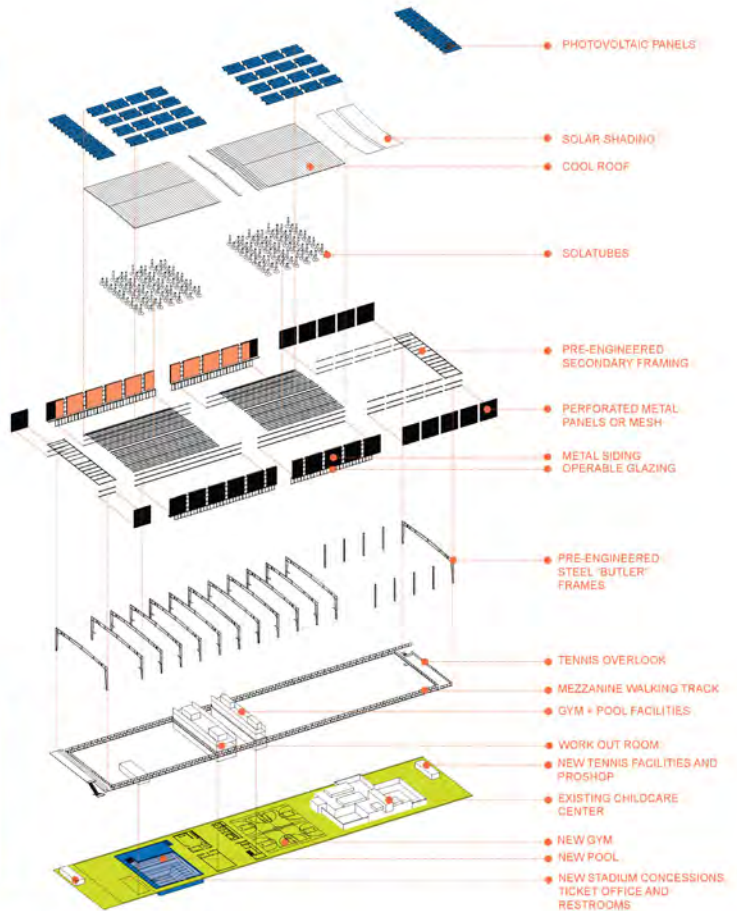 PHOTOVOLTAIC PANELS
SOLAR SHADING
COOL ROOF
SOLATUBES
PRE-ENGINEERED
SECONDARY FRAMING
PERFORATED METAL
PANELS OR MESH
METAL SIDING
OPERABLE GLAZING
PRE-ENGINEERED
STEEL "BUTLER"
FRAMES
TENNIS OVERLOOK
MEZZANINE WALKING TRACK
GYM + POOL FACILITIES
WORK OUT ROOM
NEW TENNIS FACILITIES AND
PROSHOP
EXISTING CHILDCARE
CENTER
NEW GYM
NEW POOL
NEW STADIUM CONCESSIONS,
TICKET OFFICE AND
RESTROOMS